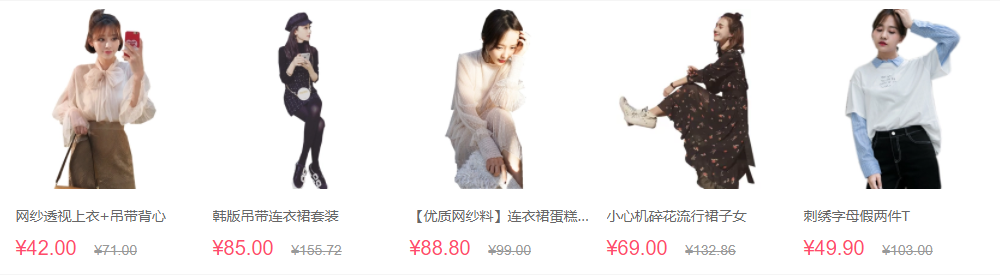 网纱透视上衣+吊带背心
¥42.00 ¥71.00
韩版吊带连衣裙套装
¥85.00 ¥155.72
【优质网纱料】连衣裙蛋糕...
¥88.80 ¥99.00
小心机碎花流行裙子女
¥69.00 ¥132.86
刺绣字母假两件T
¥49.90 ¥103.00